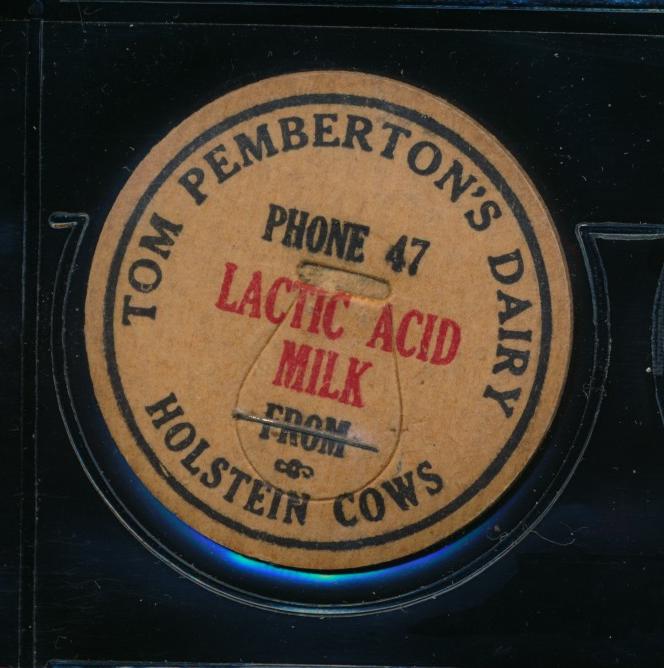 TOM PEMBERTON'S DAIRY
PHONE 47
LACTIC ACID
MILK
FROM
HOLSTEIN COWS